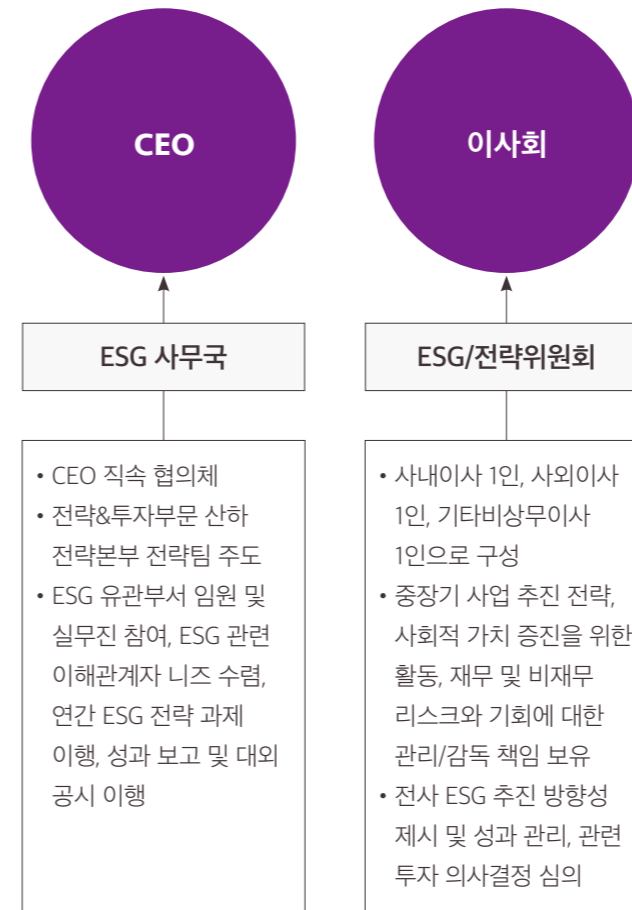 CEO
ESG 사무국
• CEO 직속 협의체
• 전략&투자부문 산하
전략본부 전략팀 주도
• ESG 유관부서 임원 및
실무진 참여, ESG 관련
이해관계자 니즈 수렴,
연간 ESG 전략 과제
이행, 성과 보고 및 대외
공시 이행
이사회
ESG/전략위원회
• 사내이사 1인, 사외이사
1인, 기타비상무이사
1인으로 구성
• 중장기 사업 추진 전략,
사회적 가치 증진을 위한
활동, 재무 및 비재무
리스크와 기회에 대한
관리/감독 책임 보유
• 전사 ESG 추진 방향성
제시 및 성과 관리, 관련
투자 의사결정 심의